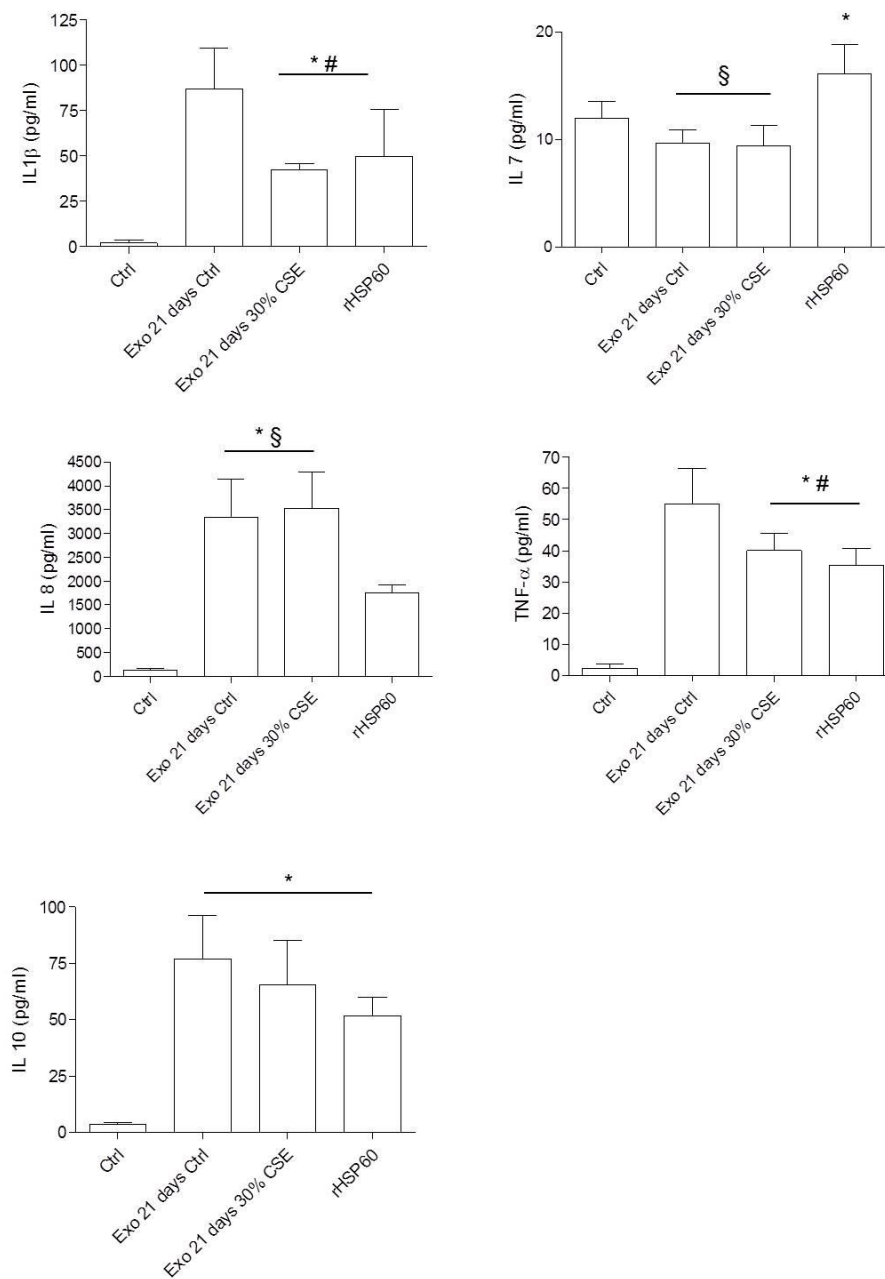 125
100
75
50
25
0
IL1β (pg/ml)
* #
Ctrl
Exo 21 days Ctrl
Exo 21 days 30% CSE
rHSP60
20
10
0
IL 7 (pg/ml)
§
*
Ctrl
Exo 21 days Ctrl
Exo 21 days 30% CSE
rHSP60
4500
4000
3500
3000
2500
2000
1500
1000
500
0
IL 8 (pg/ml)
* §
Ctrl
Exo 21 days Ctrl
Exo 21 days 30% CSE
rHSP60
70
60
50
40
30
20
10
0
TNF-α (pg/ml)
* #
Ctrl
Exo 21 days Ctrl
Exo 21 days 30% CSE
rHSP60
100
75
50
25
0
IL 10 (pg/ml)
*
Ctrl
Exo 21 days Ctrl
Exo 21 days 30% CSE
rHSP60